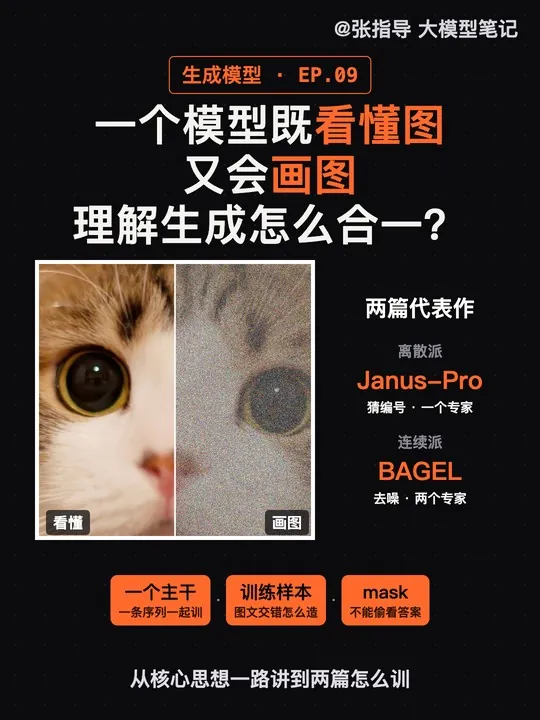 @张指导 大模型笔记
生成模型 · EP.09
一个模型既看懂图
又会画图
理解生成怎么合一？
两篇代表作
离散派
Janus-Pro
猜编号 · 一个专家
连续派
BAGEL
去噪 · 两个专家
看懂
画图
一个主干
一条序列一起训
训练样本
图文交错怎么造
mask
不能偷看答案
从核心思想一路讲到两篇怎么训